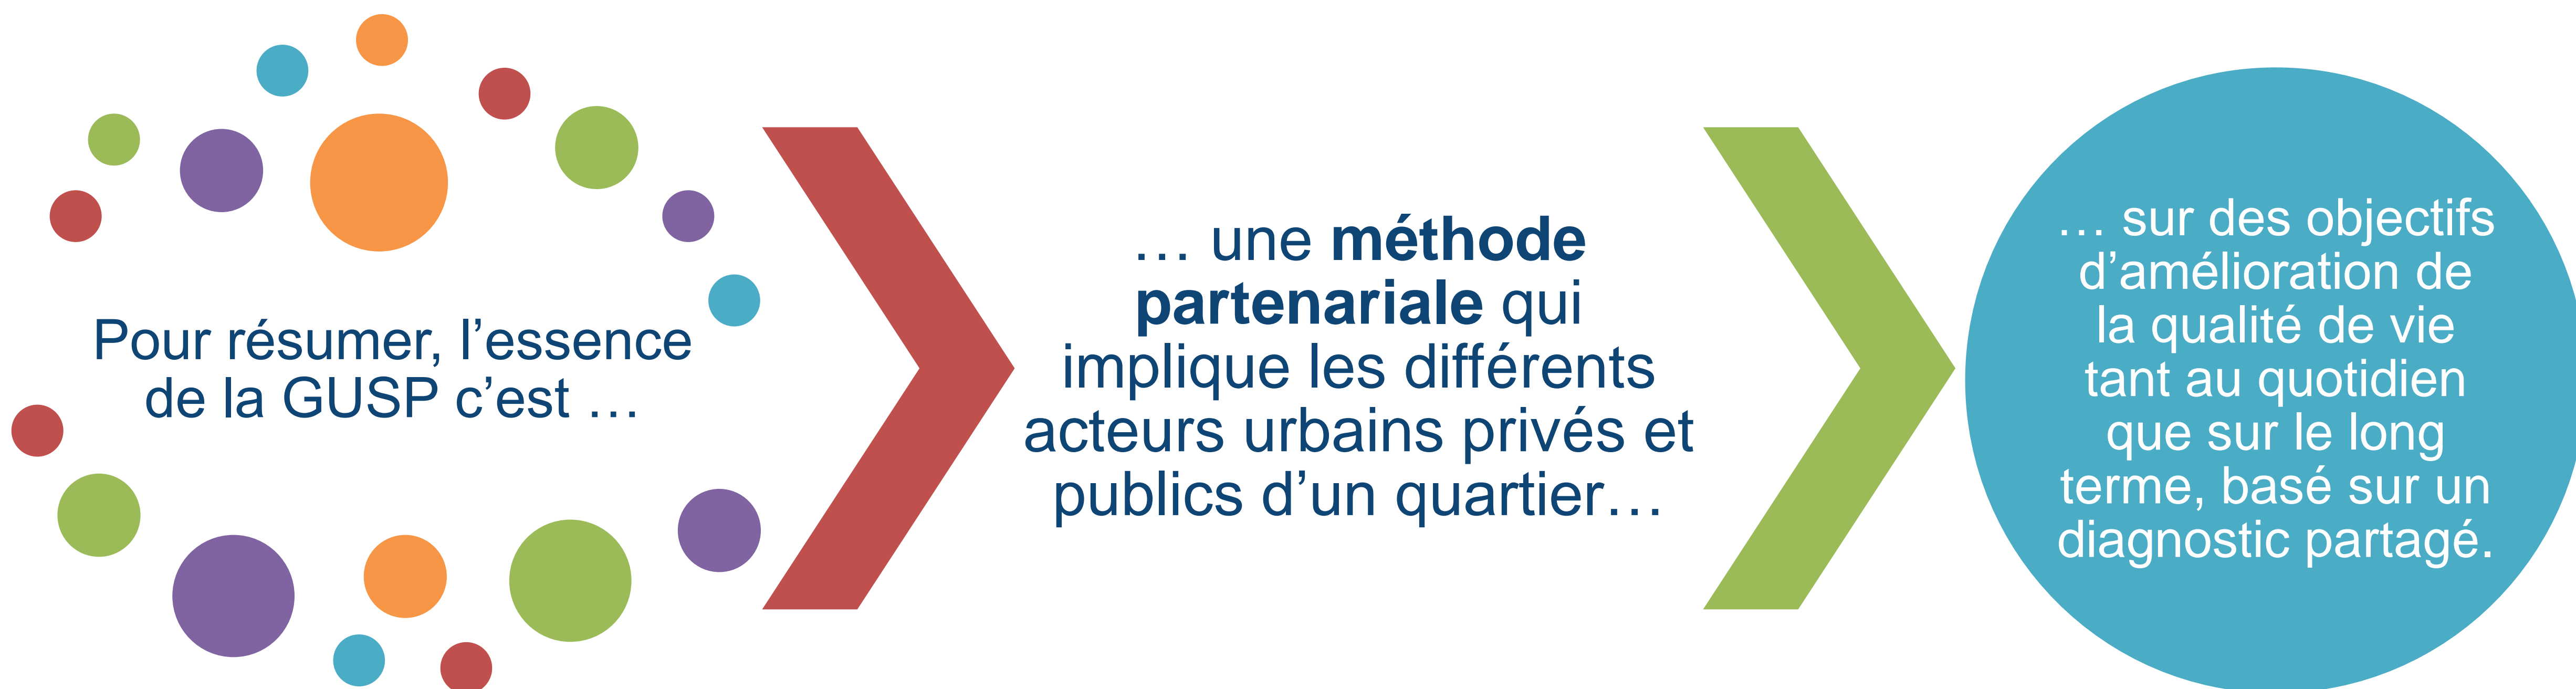 Pour résumer, l’essence
de la GUSP c’est …
… une méthode
partenariale qui
implique les différents
acteurs urbains privés et
publics d’un quartier…
… sur des objectifs
d’amélioration de
la qualité de vie
tant au quotidien
que sur le long
terme, basé sur un
diagnostic partagé.